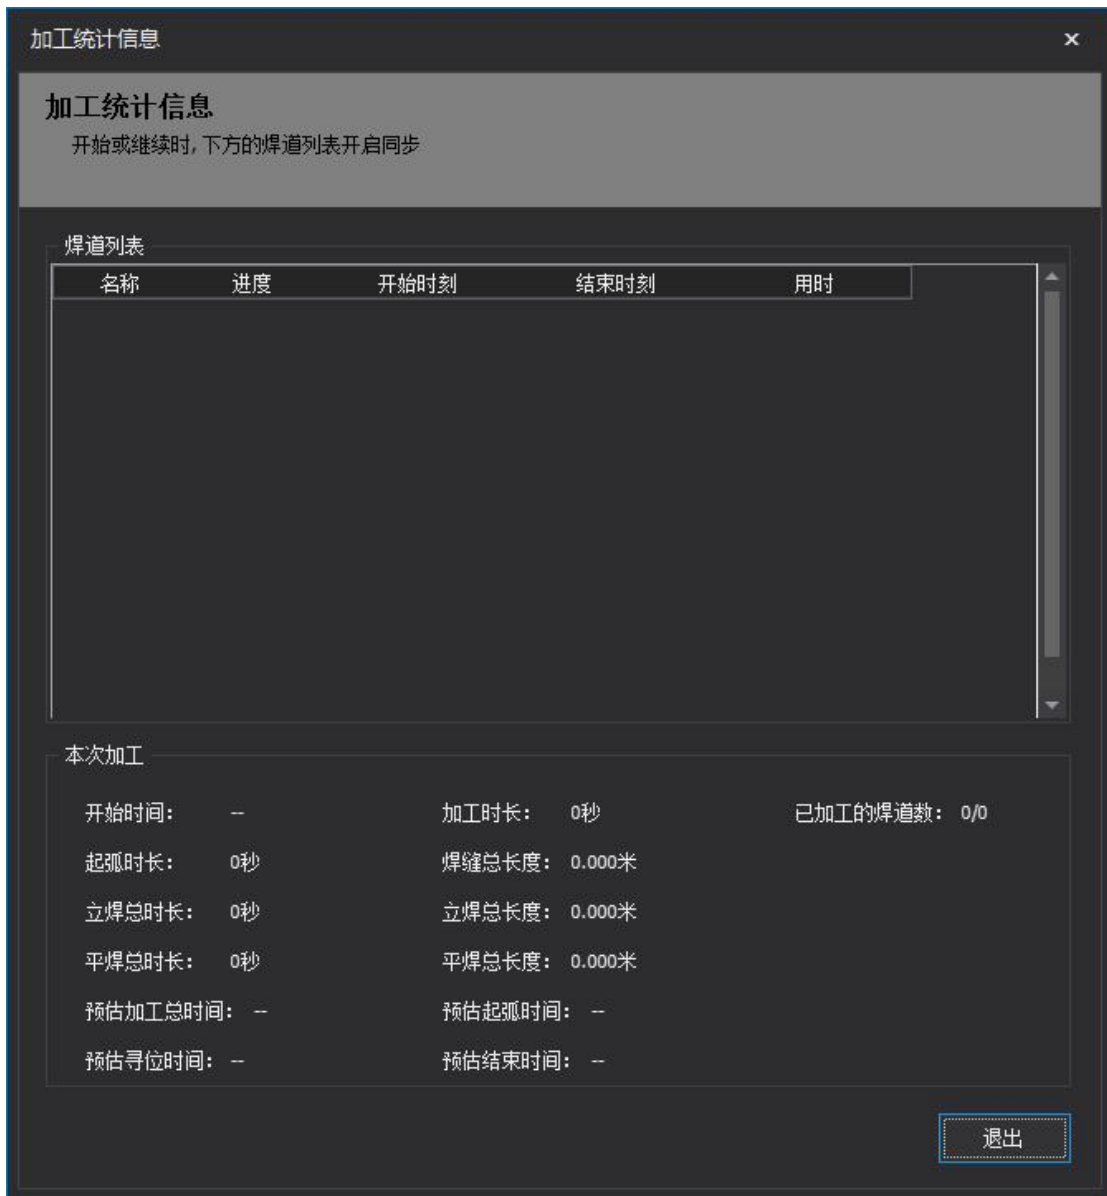 加工统计信息
加工统计信息
开始或继续时,下方的焊道列表开启同步
焊道列表
名称 进度 开始时刻 结束时刻 用时
本次加工
开始时间: -- 加工时长: 0秒 已加工的焊道数: 0/0
起弧时长: 0秒 焊缝总长度: 0.000米
立焊总时长: 0秒 立焊总长度: 0.000米
平焊总时长: 0秒 平焊总长度: 0.000米
预估加工总时间: -- 预估起弧时间: --
预估寻位时间: -- 预估结束时间: --
退出